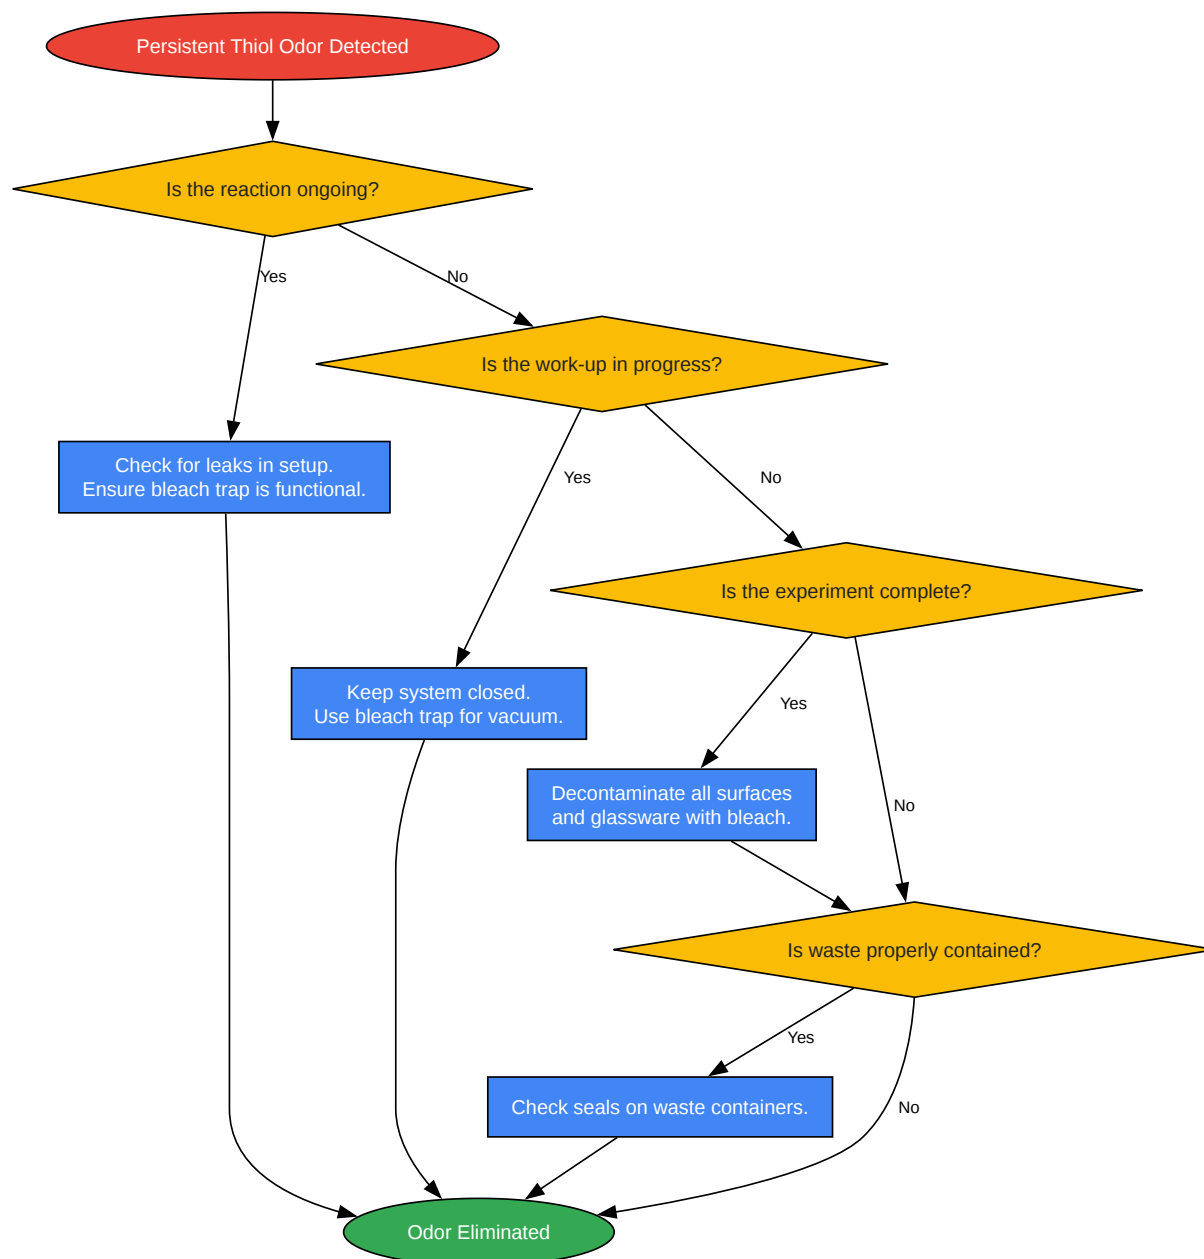 Persistent Thiol Odor Detected
Is the reaction ongoing?
Yes
No
Is the work-up in progress?
Check for leaks in setup.
Ensure bleach trap is functional.
Yes
No
Is the experiment complete?
Keep system closed.
Use bleach trap for vacuum.
Yes
Decontaminate all surfaces
and glassware with bleach.
No
Is waste properly contained?
Yes
Check seals on waste containers.
No
Odor Eliminated